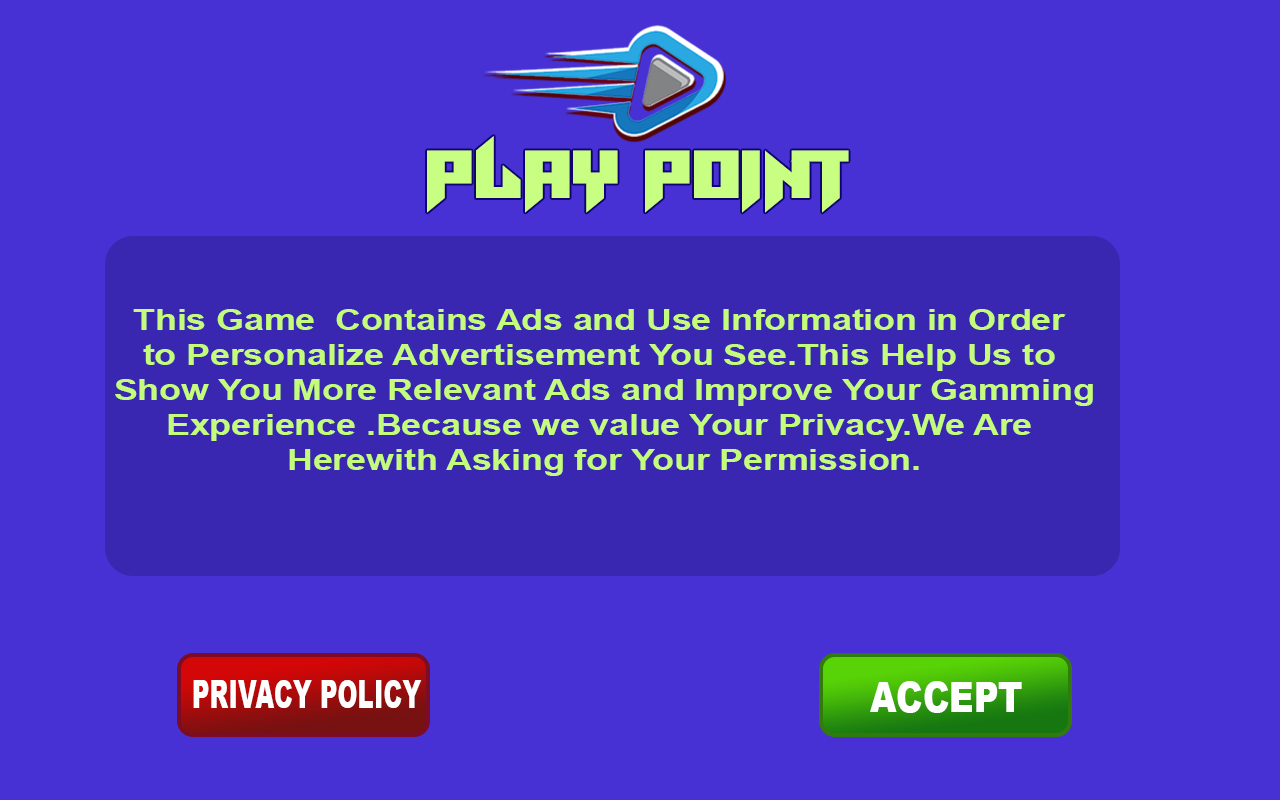 PLAY POINT
This Game  Contains Ads and Use Information in Order
to Personalize Advertisement You See.This Help Us to
Show You More Relevant Ads and Improve Your Gamming
Experience .Because we value Your Privacy.We Are
Herewith Asking for Your Permission.
PRIVACY POLICY
ACCEPT